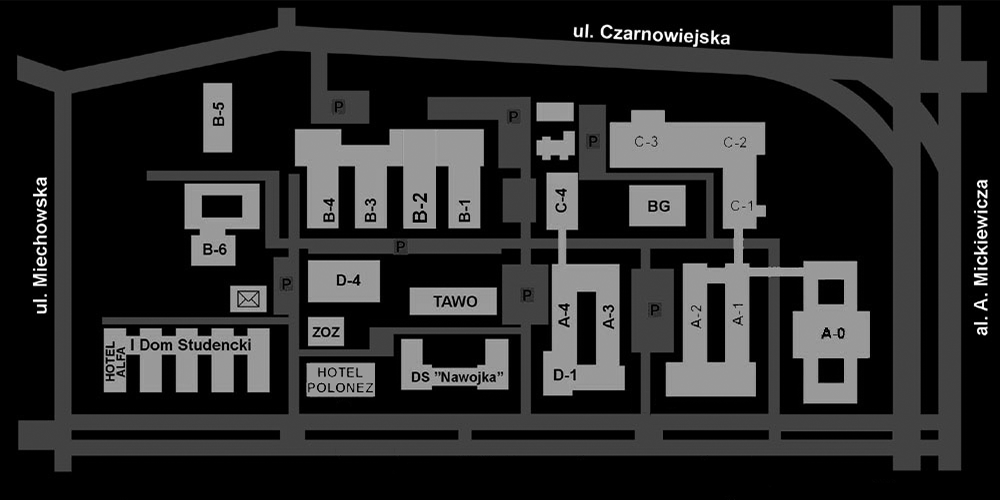 ul. Czarnowiejska
B-5
P
P
P
C-3
C-2
B-4
B-3
B-2
B-1
C-4
BG
C-1
ul. Miechowska
al. A. Mickiewicza
B-6
P
P
D-4
TAWO
P
P
A-4
A-3
A-2
A-1
A-0
ZOZ
I Dom Studencki
HOTEL
ALFA
HOTEL
POLONEZ
DS "Nawojka"
D-1